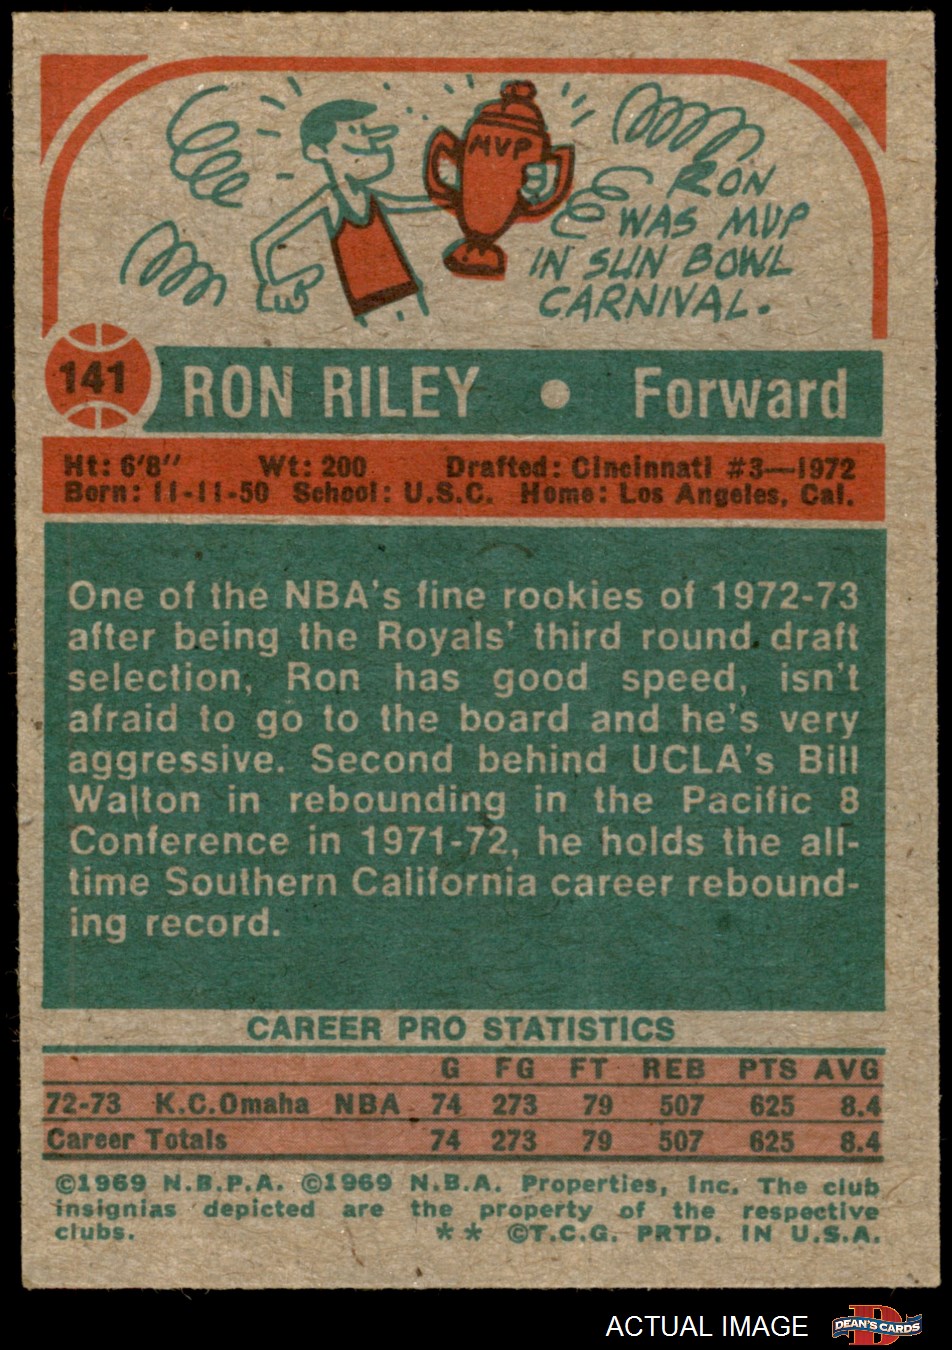 MVP
RON
WAS MVP
IN SUN BOWL
CARNIVAL.
141
RON RILEY • Forward
Ht: 6'8'' Wt: 200 Drafted: Cincinnati #3—1972
Born: 11-11-50 School: U.S.C. Home: Los Angeles, Cal.
One of the NBA's fine rookies of 1972-73
after being the Royals' third round draft
selection, Ron has good speed, isn't
afraid to go to the board and he's very
aggressive. Second behind UCLA's Bill
Walton in rebounding in the Pacific 8
Conference in 1971-72, he holds the all-
time Southern California career rebound-
ing record.
CAREER PRO STATISTICS
G FG FT REB PTS AVG
72-73 K.C.Omaha NBA 74 273 79 507 625 8.4
Career Totals 74 273 79 507 625 8.4
©1969 N.B.P.A. ©1969 N.B.A. Properties, Inc. The club
insignias depicted are the property of the respective
clubs. ** ©T.C.G. PRTD. IN U.S.A.
ACTUAL IMAGE
D
DEAN'S CARDS